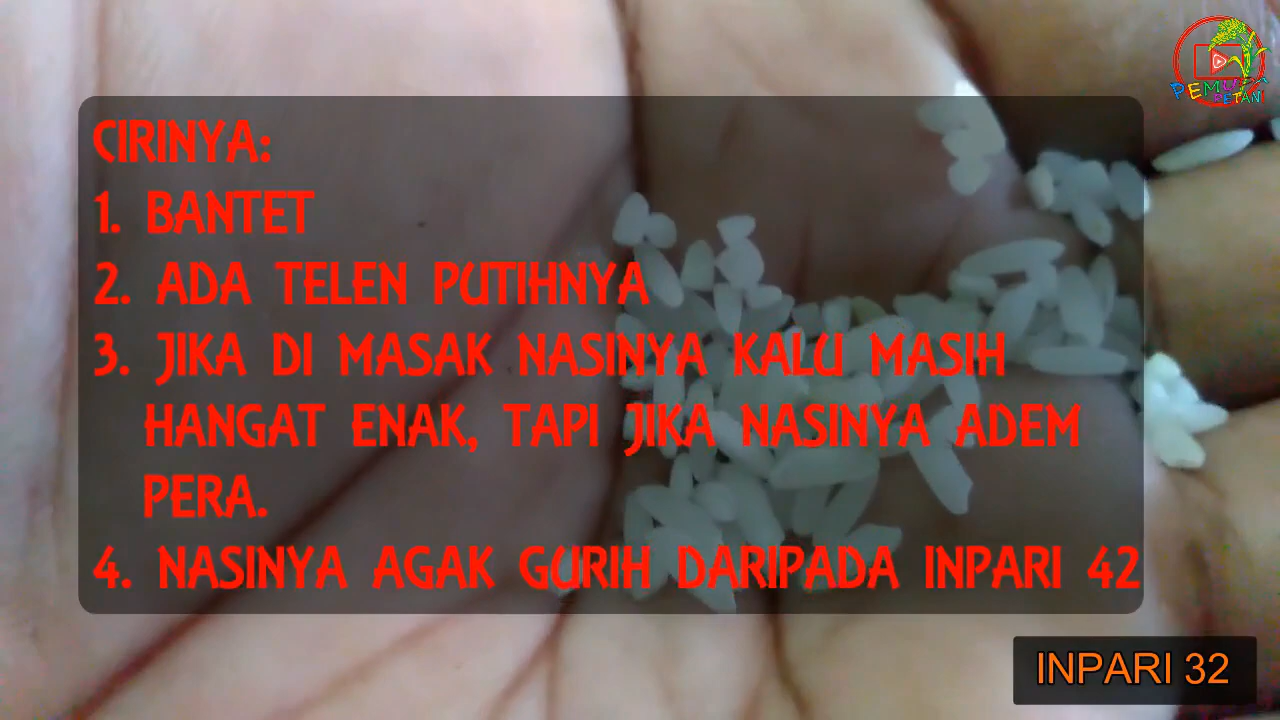 CIRINYA:
1. BANTET
2. ADA TELEN PUTIHNYA
3. JIKA DI MASAK NASINYA KALU MASIH
HANGAT ENAK, TAPI JIKA NASINYA ADEM
PERA.
4. NASINYA AGAK GURIH DARIPADA INPARI 42
INPARI 32